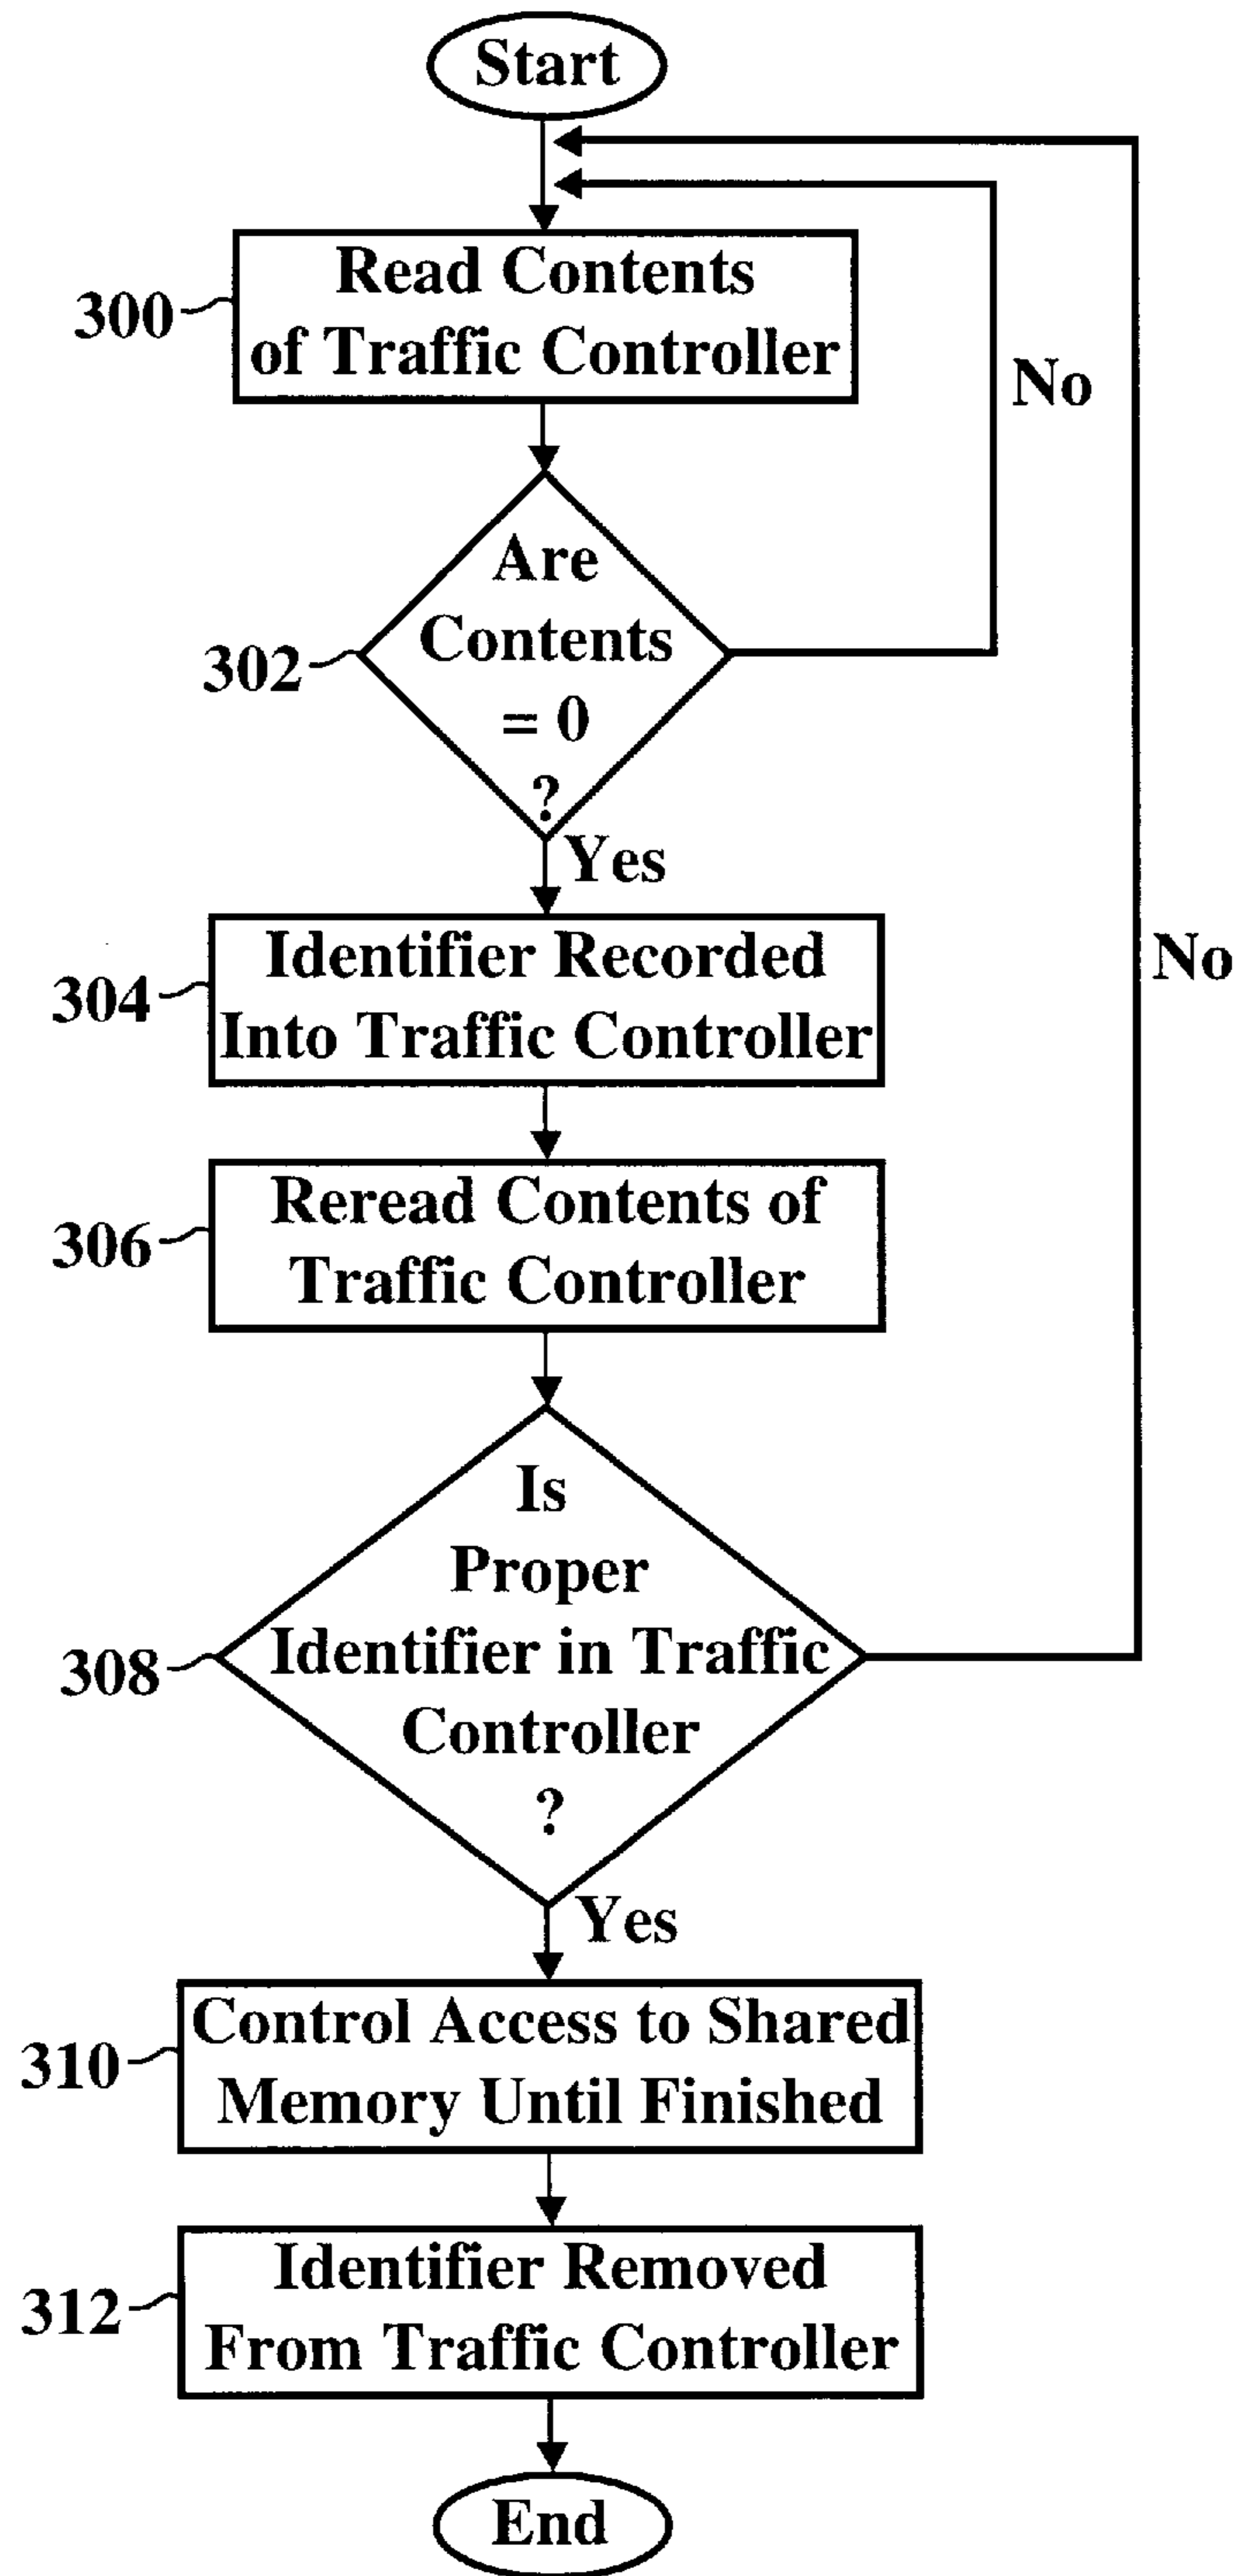 Start
300
Read Contents
of Traffic Controller
No
302
Are
Contents
= 0
?
Yes
304
Identifier Recorded
Into Traffic Controller
No
306
Reread Contents of
Traffic Controller
308
Is
Proper
Identifier in Traffic
Controller
?
Yes
310
Control Access to Shared
Memory Until Finished
312
Identifier Removed
From Traffic Controller
End